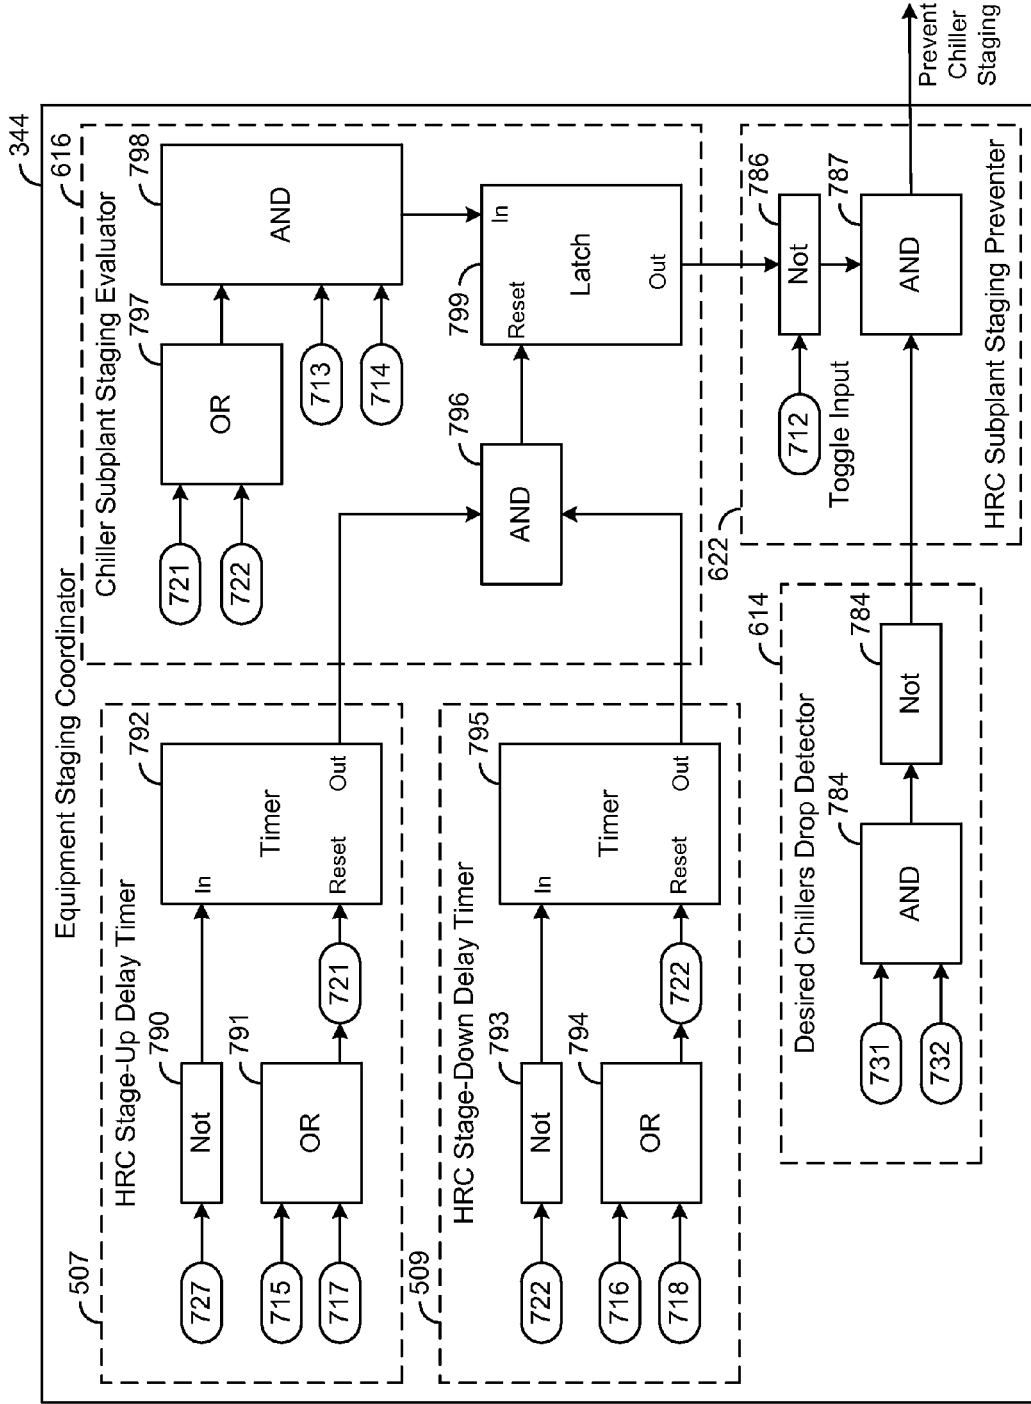 344
Equipment Staging Coordinator
507
HRC Stage-Up Delay Timer
727
790
Not
715
717
791
OR
721
792
In
Timer
Reset
Out
509
HRC Stage-Down Delay Timer
722
793
Not
716
718
794
OR
722
795
In
Timer
Reset
Out
616
Chiller Subplant Staging Evaluator
721
722
797
OR
713
714
798
AND
796
AND
799
Reset
In
Latch
Out
614
Desired Chillers Drop Detector
731
732
784
AND
784
Not
622
712
Toggle Input
786
Not
787
AND
HRC Subplant Staging Preventer
Prevent
Chiller
Staging